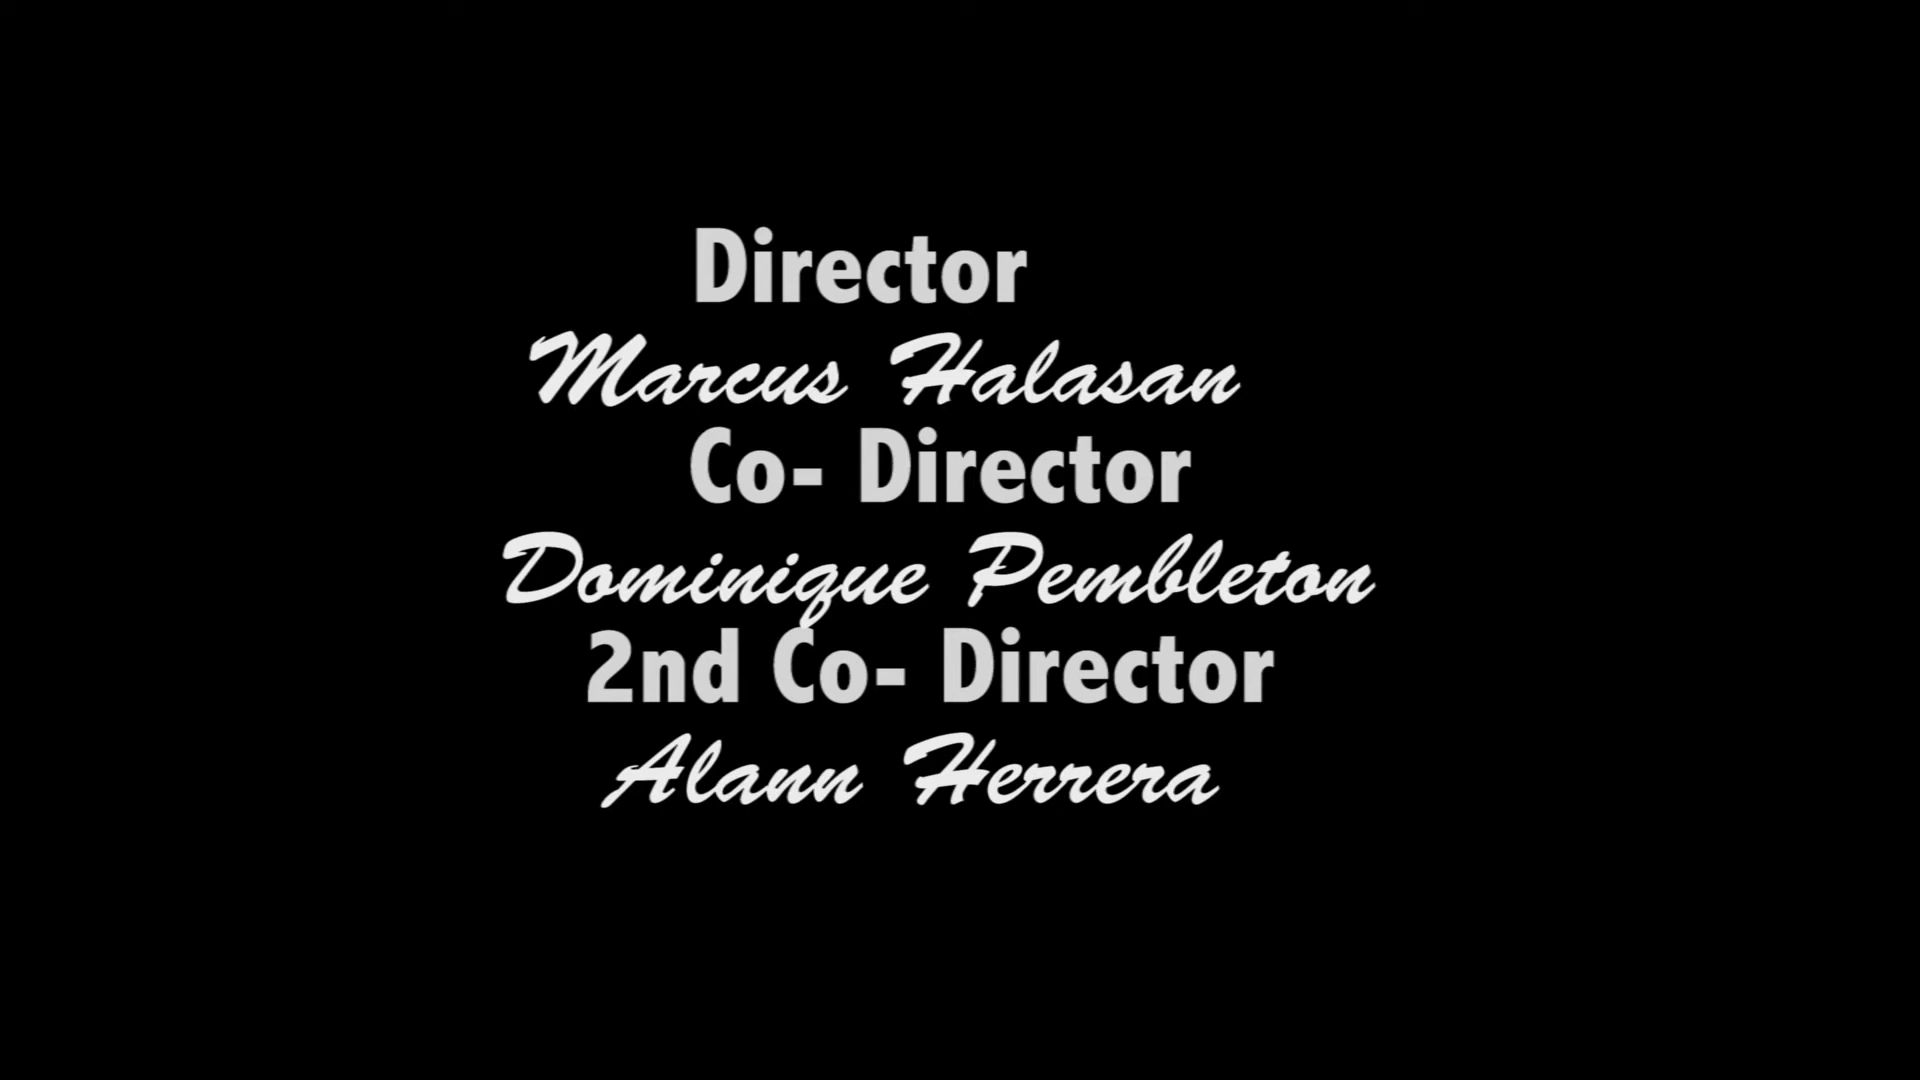 Director
Marcus Halasan
Co- Director
Dominique Pembleton
2nd Co- Director
Alann Herrera